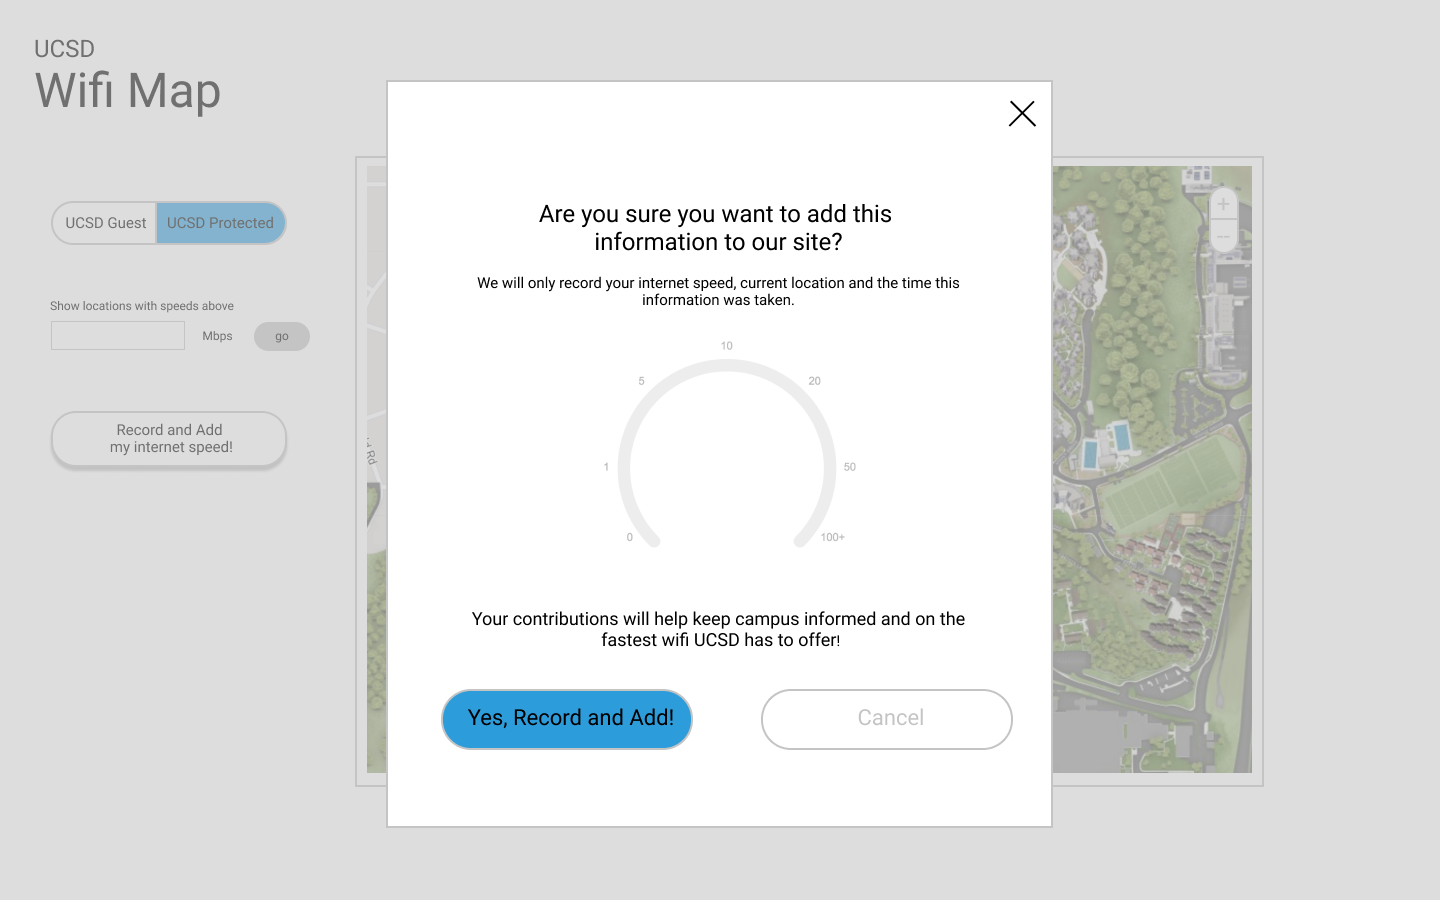 UCSD
Wifi Map
UCSD Guest
UCSD Protected
Show locations with speeds above
Mbps
go
Record and Add
my internet speed!
Are you sure you want to add this
information to our site?
We will only record your internet speed, current location and the time this
information was taken.
10
5
20
1
50
0
100+
Your contributions will help keep campus informed and on the
fastest wifi UCSD has to offer!
Yes, Record and Add!
Cancel
+
--
Rd